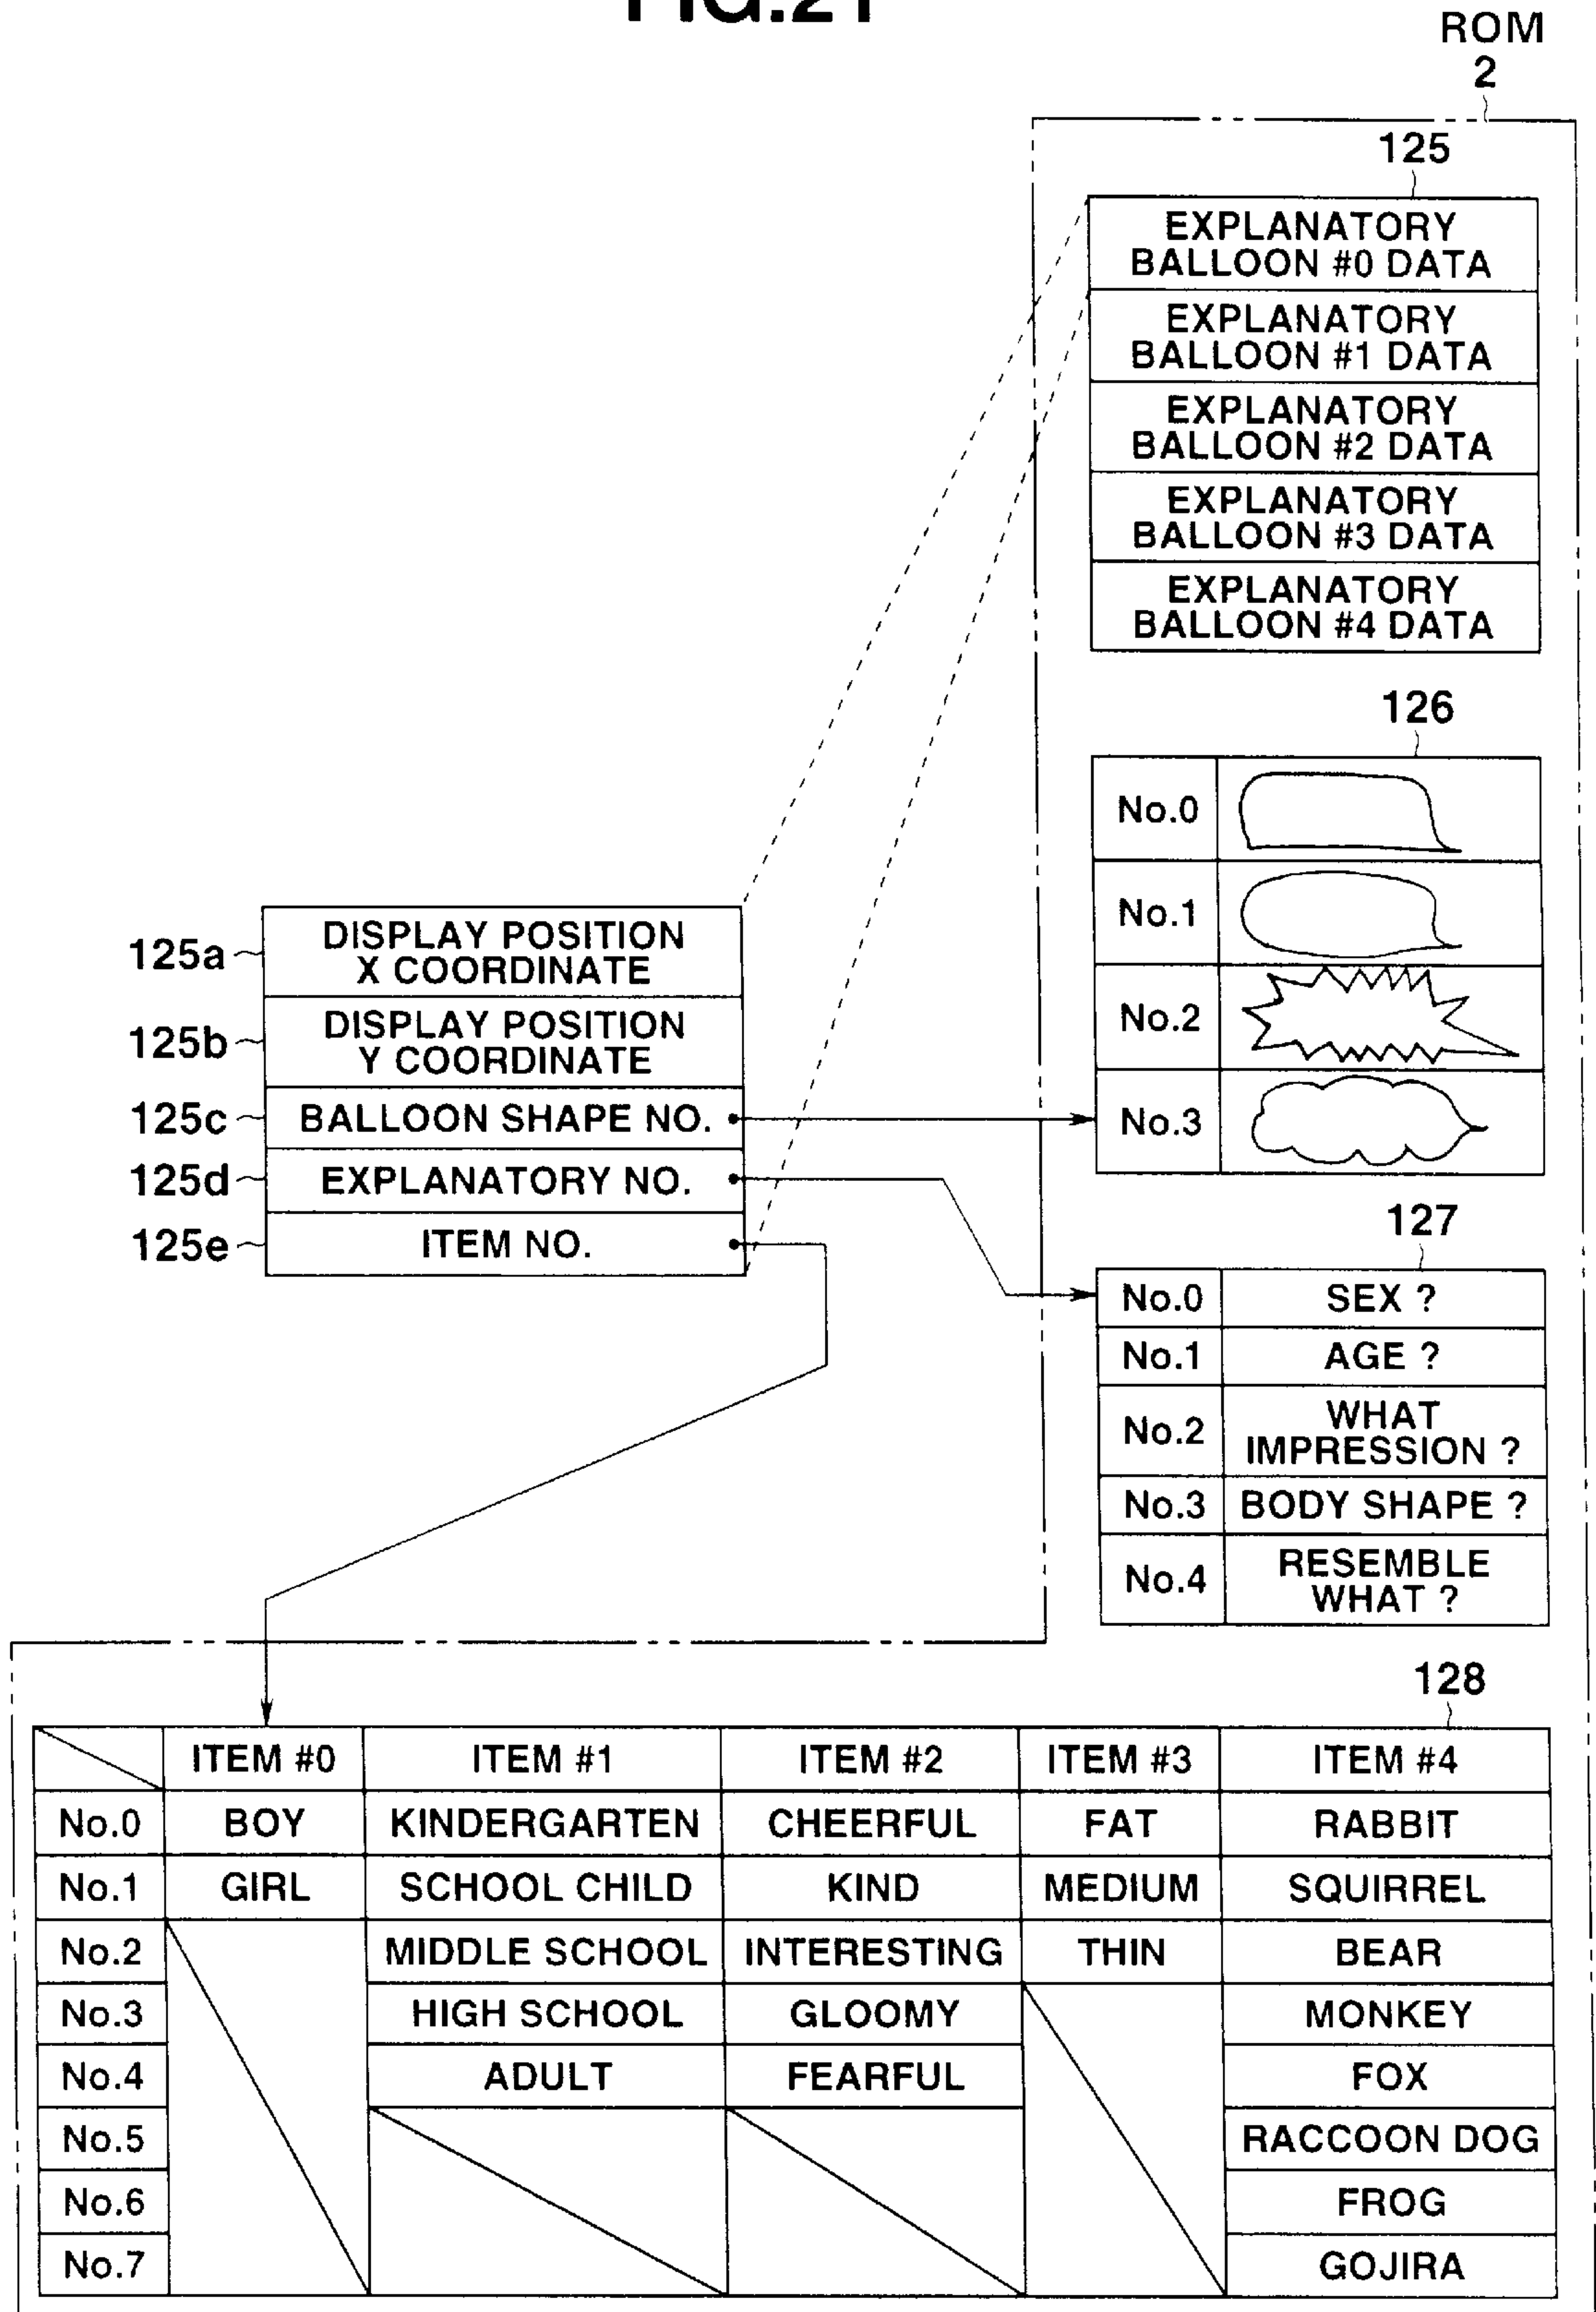 FIG.21
ROM
2
125
EXPLANATORY
BALLOON #0 DATA
EXPLANATORY
BALLOON #1 DATA
EXPLANATORY
BALLOON #2 DATA
EXPLANATORY
BALLOON #3 DATA
EXPLANATORY
BALLOON #4 DATA
126
No.0
No.1
No.2
No.3
125a
DISPLAY POSITION
X COORDINATE
125b
DISPLAY POSITION
Y COORDINATE
125c BALLOON SHAPE NO.
125d EXPLANATORY NO.
125e ITEM NO.
127
No.0 SEX ?
No.1 AGE ?
No.2 WHAT
IMPRESSION ?
No.3 BODY SHAPE ?
No.4 RESEMBLE
WHAT ?
128
ITEM #0 ITEM #1 ITEM #2 ITEM #3 ITEM #4
No.0 BOY KINDERGARTEN CHEERFUL FAT RABBIT
No.1 GIRL SCHOOL CHILD KIND MEDIUM SQUIRREL
No.2 MIDDLE SCHOOL INTERESTING THIN BEAR
No.3 HIGH SCHOOL GLOOMY MONKEY
No.4 ADULT FEARFUL FOX
No.5 RACCOON DOG
No.6 FROG
No.7 GOJIRA